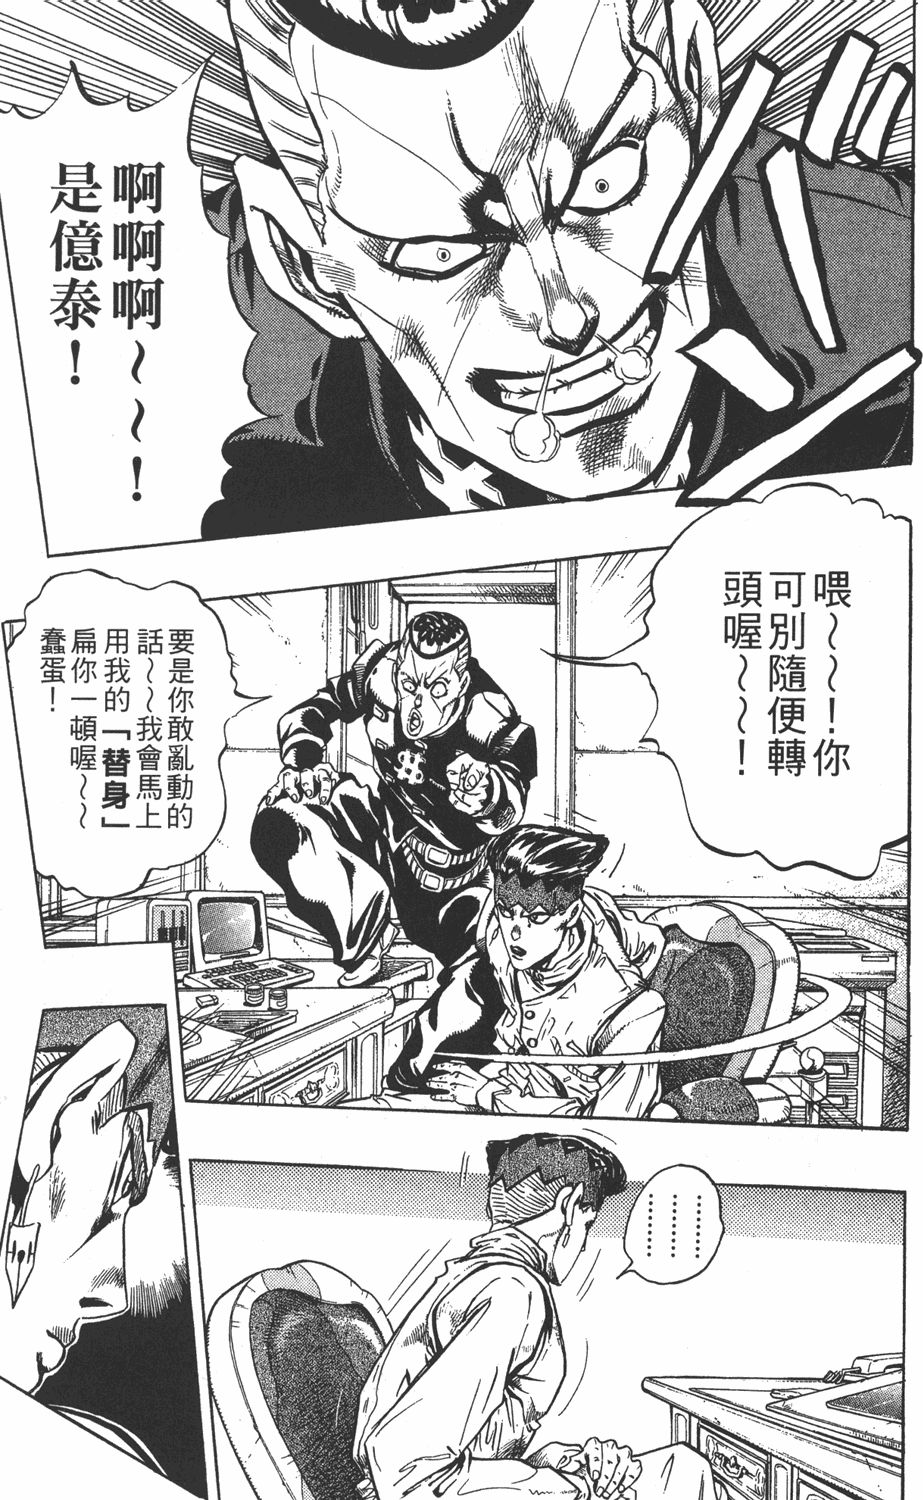 啊啊啊～～！
是億泰！
喂～～！你
可別隨便轉
頭喔～～！
要是你敢亂動的
話～～我會馬上
用我的「替身」
扁你一頓喔～～
蠢蛋！
………
………
………